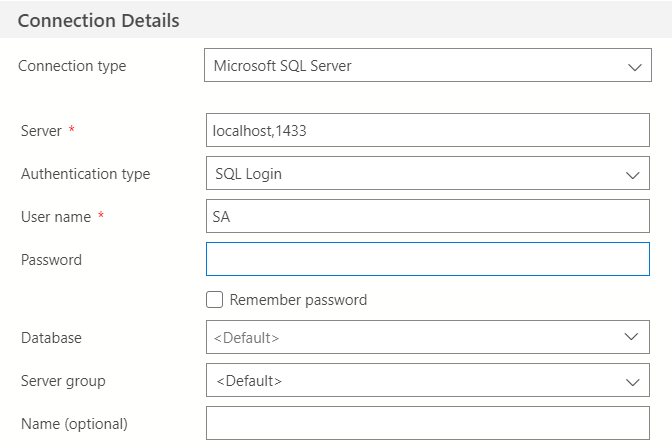 Connection Details
Connection type Microsoft SQL Server
Server * localhost,1433
Authentication type SQL Login
User name * SA
Password
Remember password
Database <Default>
Server group <Default>
Name (optional)